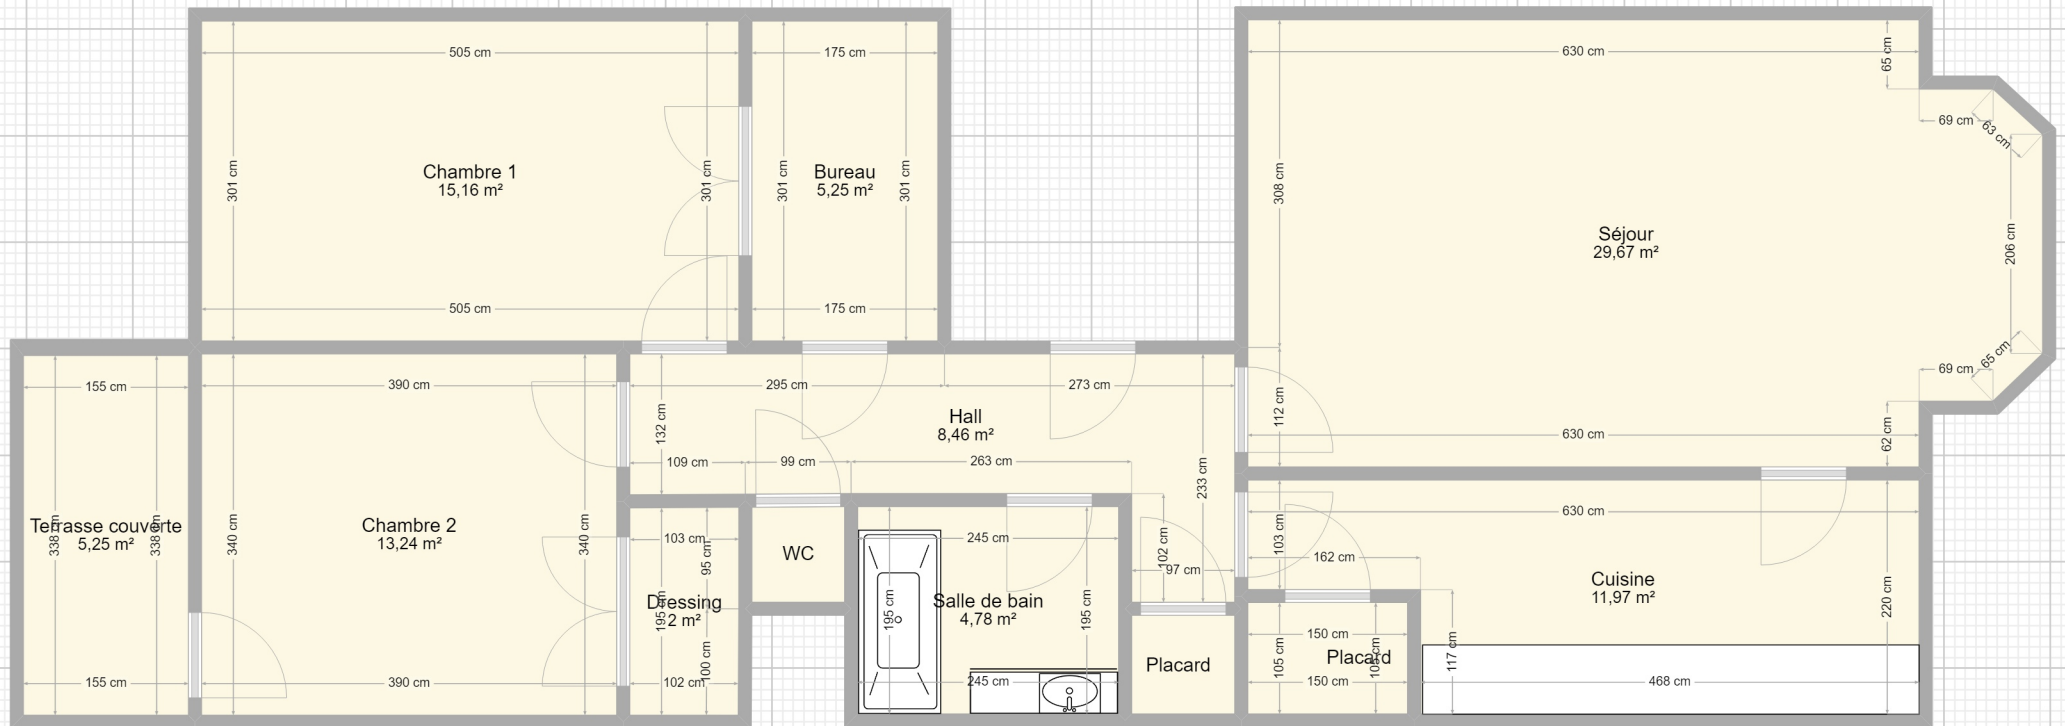 505 cm
175 cm
630 cm
65 cm
69 cm
63 cm
301 cm
Chambre 1
15,16 m²
301 cm
301 cm
Bureau
5,25 m²
301 cm
308 cm
Séjour
29,67 m²
206 cm
505 cm
175 cm
65 cm
69 cm
155 cm
390 cm
295 cm
273 cm
132 cm
Hall
8,46 m²
112 cm
630 cm
62 cm
109 cm
99 cm
263 cm
233 cm
Terrasse couverte
5,25 m²
338 cm
338 cm
340 cm
Chambre 2
13,24 m²
340 cm
103 cm
95 cm
Dressing
2 m²
195 cm
100 cm
102 cm
WC
245 cm
195 cm
Salle de bain
4,78 m²
195 cm
245 cm
102 cm
97 cm
Placard
103 cm
630 cm
162 cm
Cuisine
11,97 m²
220 cm
150 cm
105 cm
Placard
105 cm
150 cm
117 cm
468 cm
155 cm
390 cm